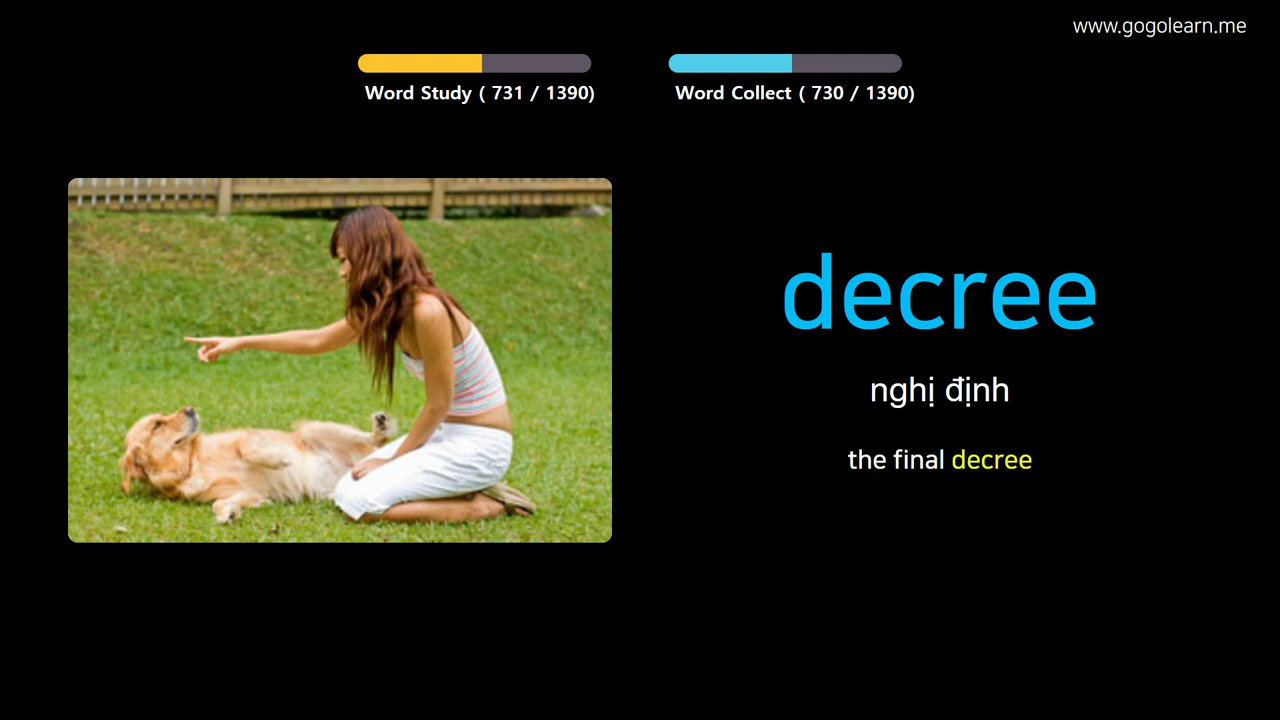 www.gogolearn.me
Word Study ( 731 / 1390)
Word Collect ( 730 / 1390)
decree
nghị định
the final decree